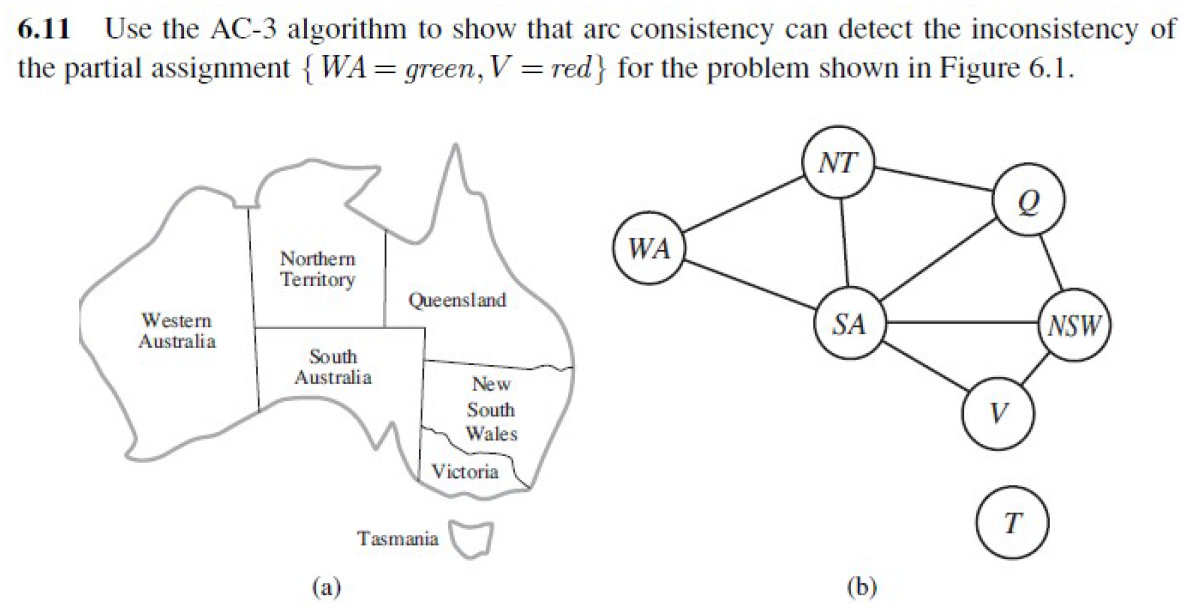 6.11 Use the AC-3 algorithm to show that arc consistency can detect the inconsistency of
the partial assignment { WA = green, V = red} for the problem shown in Figure 6.1.
Northern
Territory
Western
Australia
Queensland
South
Australia
New
South
Wales
Victoria
Tasmania
(a)
NT
Q
WA
SA
NSW
V
T
(b)